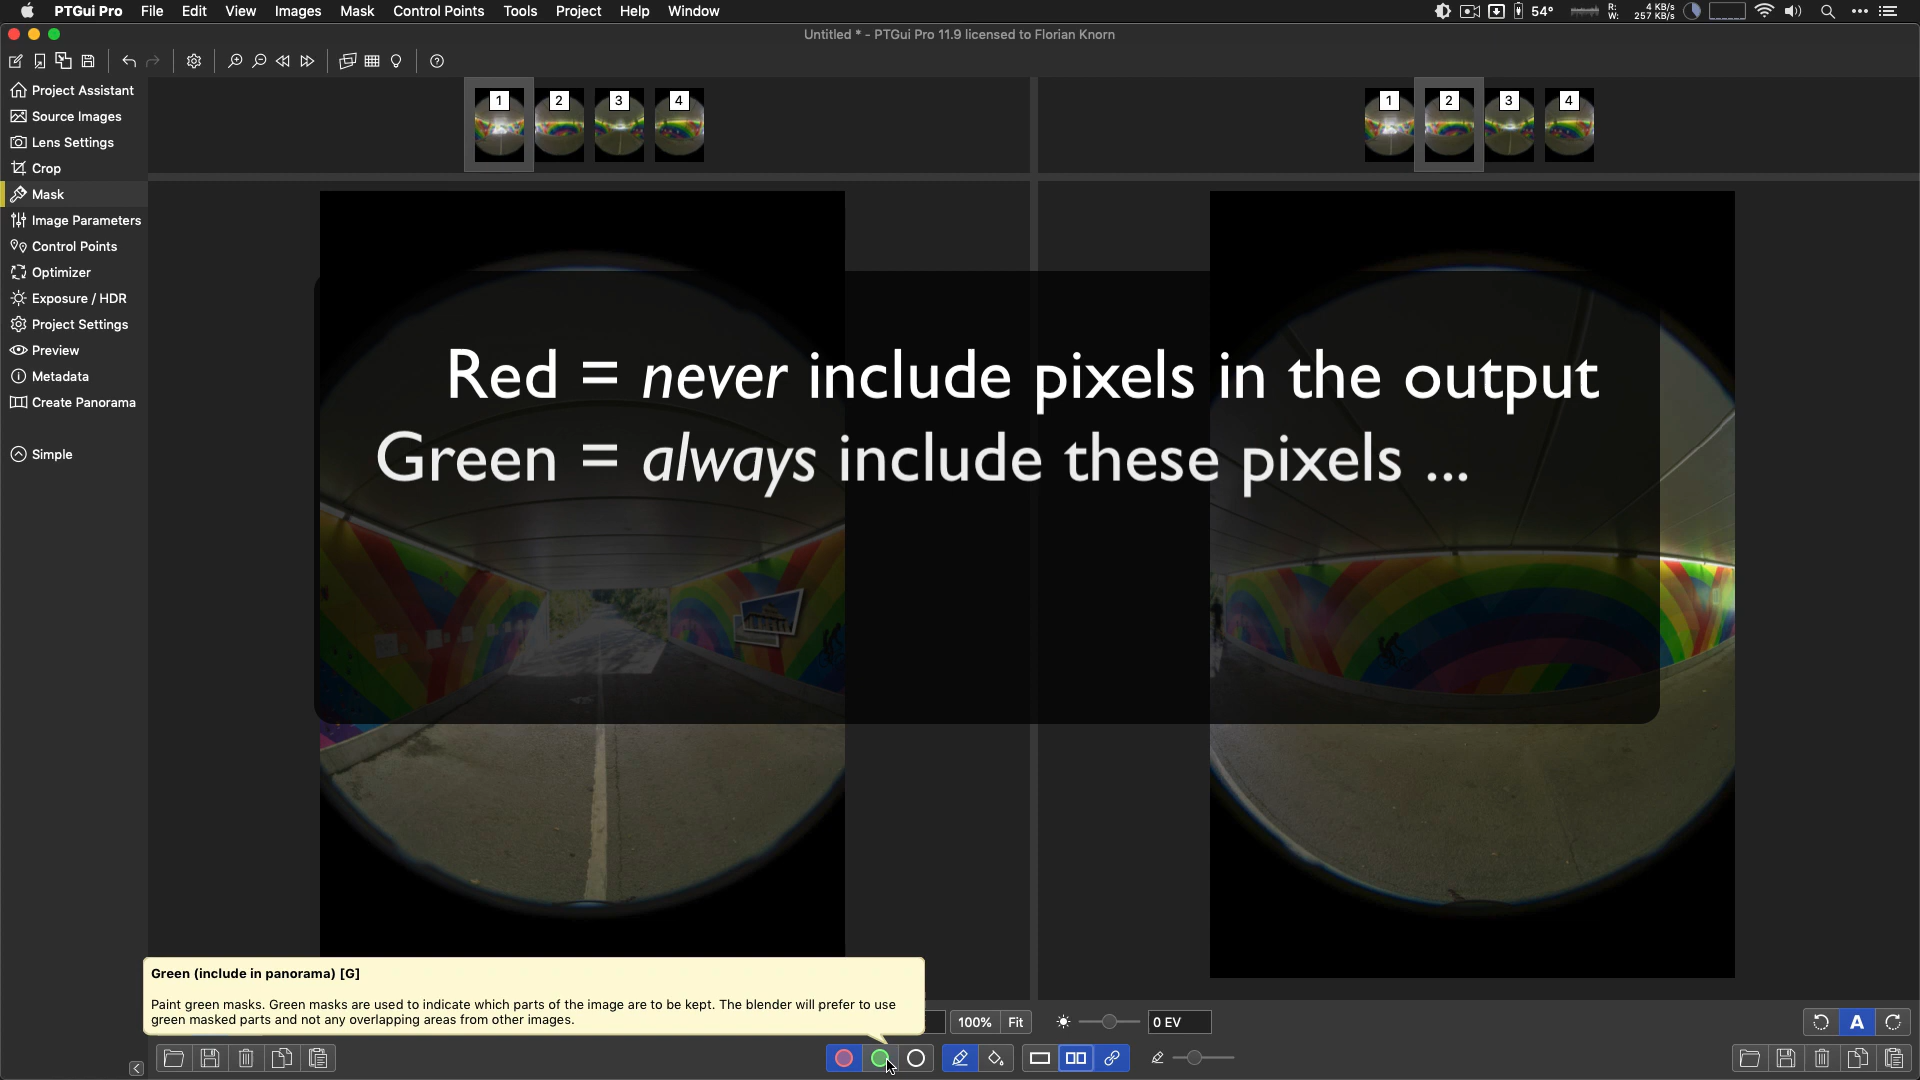 PTGui Pro File Edit View Images Mask Control Points Tools Project Help Window
54° R: W: 4 KB/s 257 KB/s
Untitled * - PTGui Pro 11.9 licensed to Florian Knorn
Project Assistant
Source Images
Lens Settings
Crop
Mask
Image Parameters
Control Points
Optimizer
Exposure / HDR
Project Settings
Preview
Metadata
Create Panorama
Simple
1 2 3 4
1 2 3 4
Red = never include pixels in the output
Green = always include these pixels ...
Green (include in panorama) [G]
Paint green masks. Green masks are used to indicate which parts of the image are to be kept. The blender will prefer to use
green masked parts and not any overlapping areas from other images.
100% Fit 0 EV A